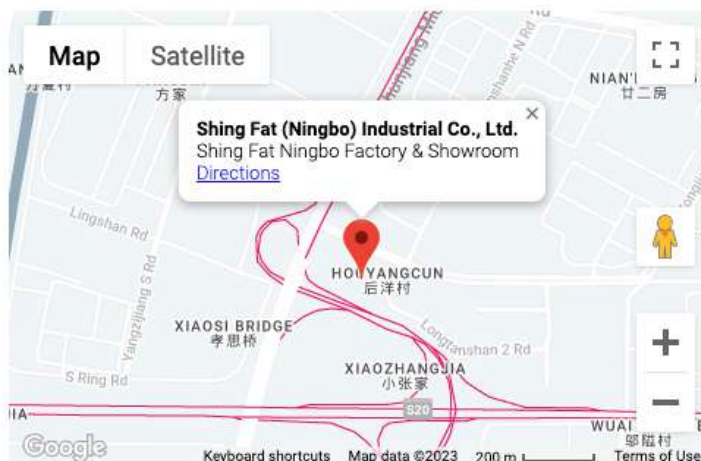 Map
Satellite
方家
NIAN'
廿二房
Shing Fat (Ningbo) Industrial Co., Ltd.
Shing Fat Ningbo Factory & Showroom
Directions
Lingshan Rd
Yangzijiang S Rd
HOUYANGCUN
后洋村
XIAOSI BRIDGE
孝思桥
Longtanshan 2 Rd
XIAOZHANGJIA
小张家
S Ring Rd
S20
WUAI
邬隘村
Google
Keyboard shortcuts
Map data ©2023
200 m
Terms of Use